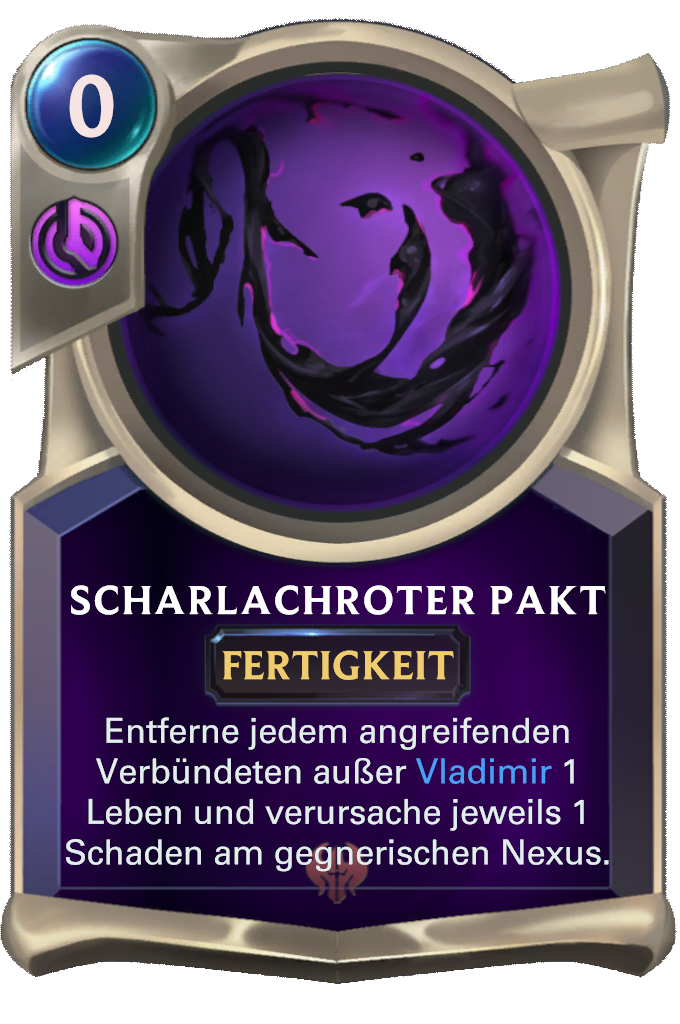 0
SCHARLACHROTER PAKT
FERTIGKEIT
Entferne jedem angreifenden
Verbündeten außer Vladimir 1
Leben und verursache jeweils 1
Schaden am gegnerischen Nexus.